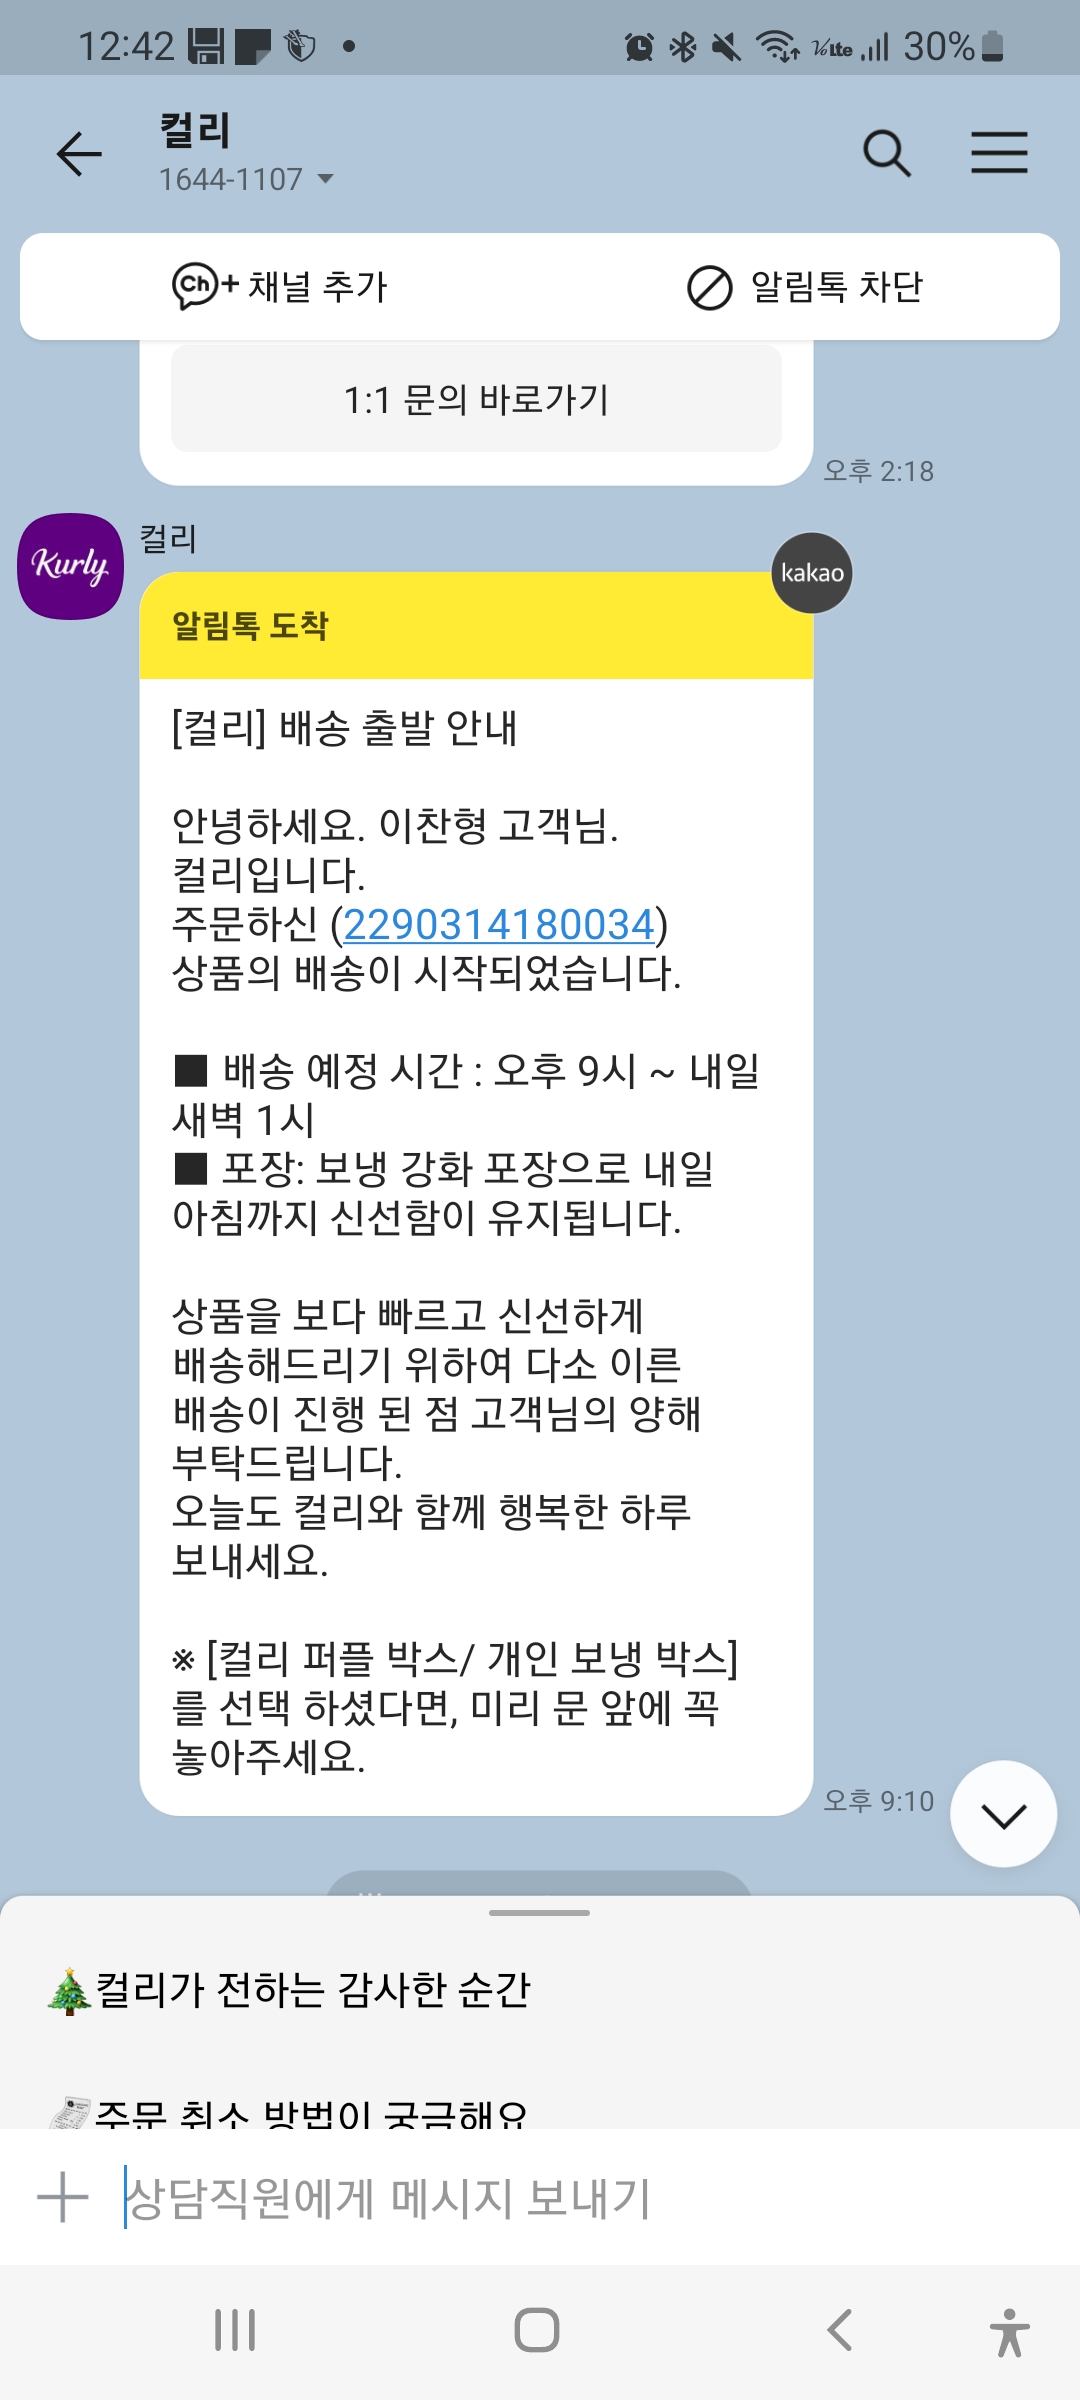 12:42
VoLte
30%
컬리
1644-1107
Ch+ 채널 추가
알림톡 차단
1:1 문의 바로가기
오후 2:18
Kurly
컬리
kakao
알림톡 도착
[컬리] 배송 출발 안내
안녕하세요. 이찬형 고객님.
컬리입니다.
주문하신 (2290314180034)
상품의 배송이 시작되었습니다.
■ 배송 예정 시간 : 오후 9시 ~ 내일
새벽 1시
■ 포장: 보냉 강화 포장으로 내일
아침까지 신선함이 유지됩니다.
상품을 보다 빠르고 신선하게
배송해드리기 위하여 다소 이른
배송이 진행 된 점 고객님의 양해
부탁드립니다.
오늘도 컬리와 함께 행복한 하루
보내세요.
※ [컬리 퍼플 박스/ 개인 보냉 박스]
를 선택 하셨다면, 미리 문 앞에 꼭
놓아주세요.
오후 9:10
🎄컬리가 전하는 감사한 순간
주문 취소 방법이 궁금해요
상담직원에게 메시지 보내기